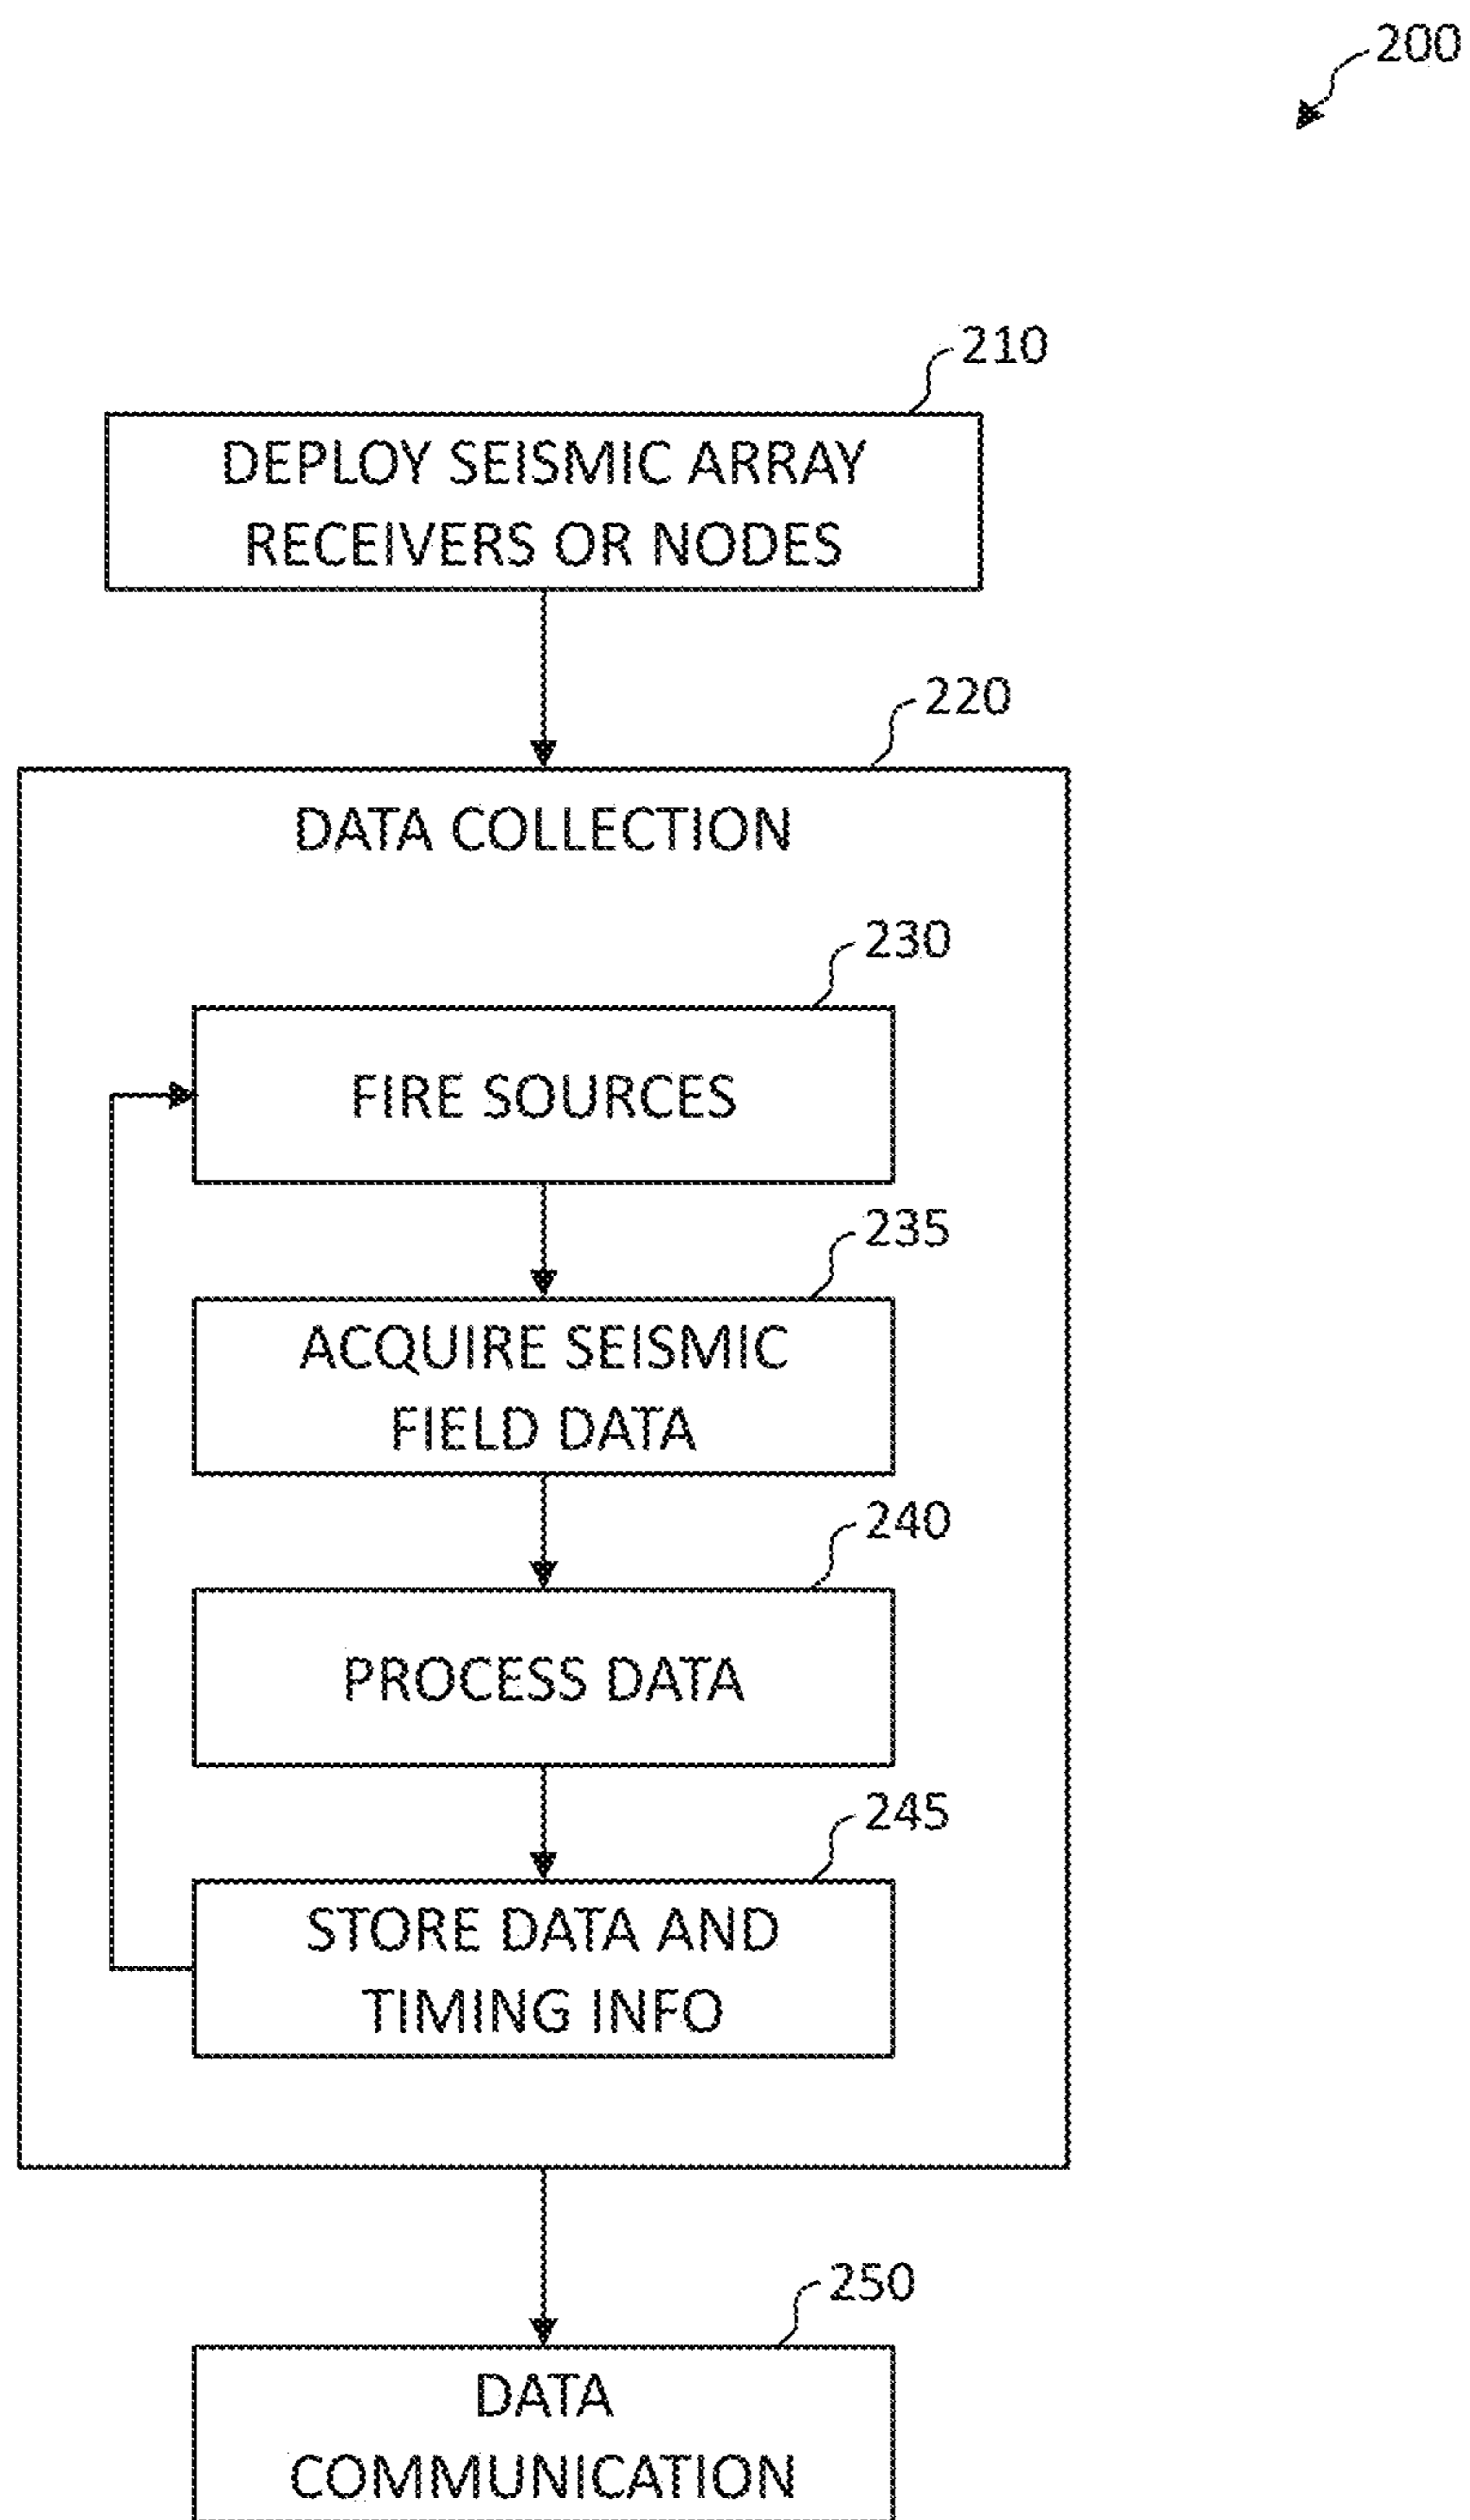 200
210
DEPLOY SEISMIC ARRAY
RECEIVERS OR NODES
220
DATA COLLECTION
230
FIRE SOURCES
235
ACQUIRE SEISMIC
FIELD DATA
240
PROCESS DATA
245
STORE DATA AND
TIMING INFO
250
DATA
COMMUNICATION